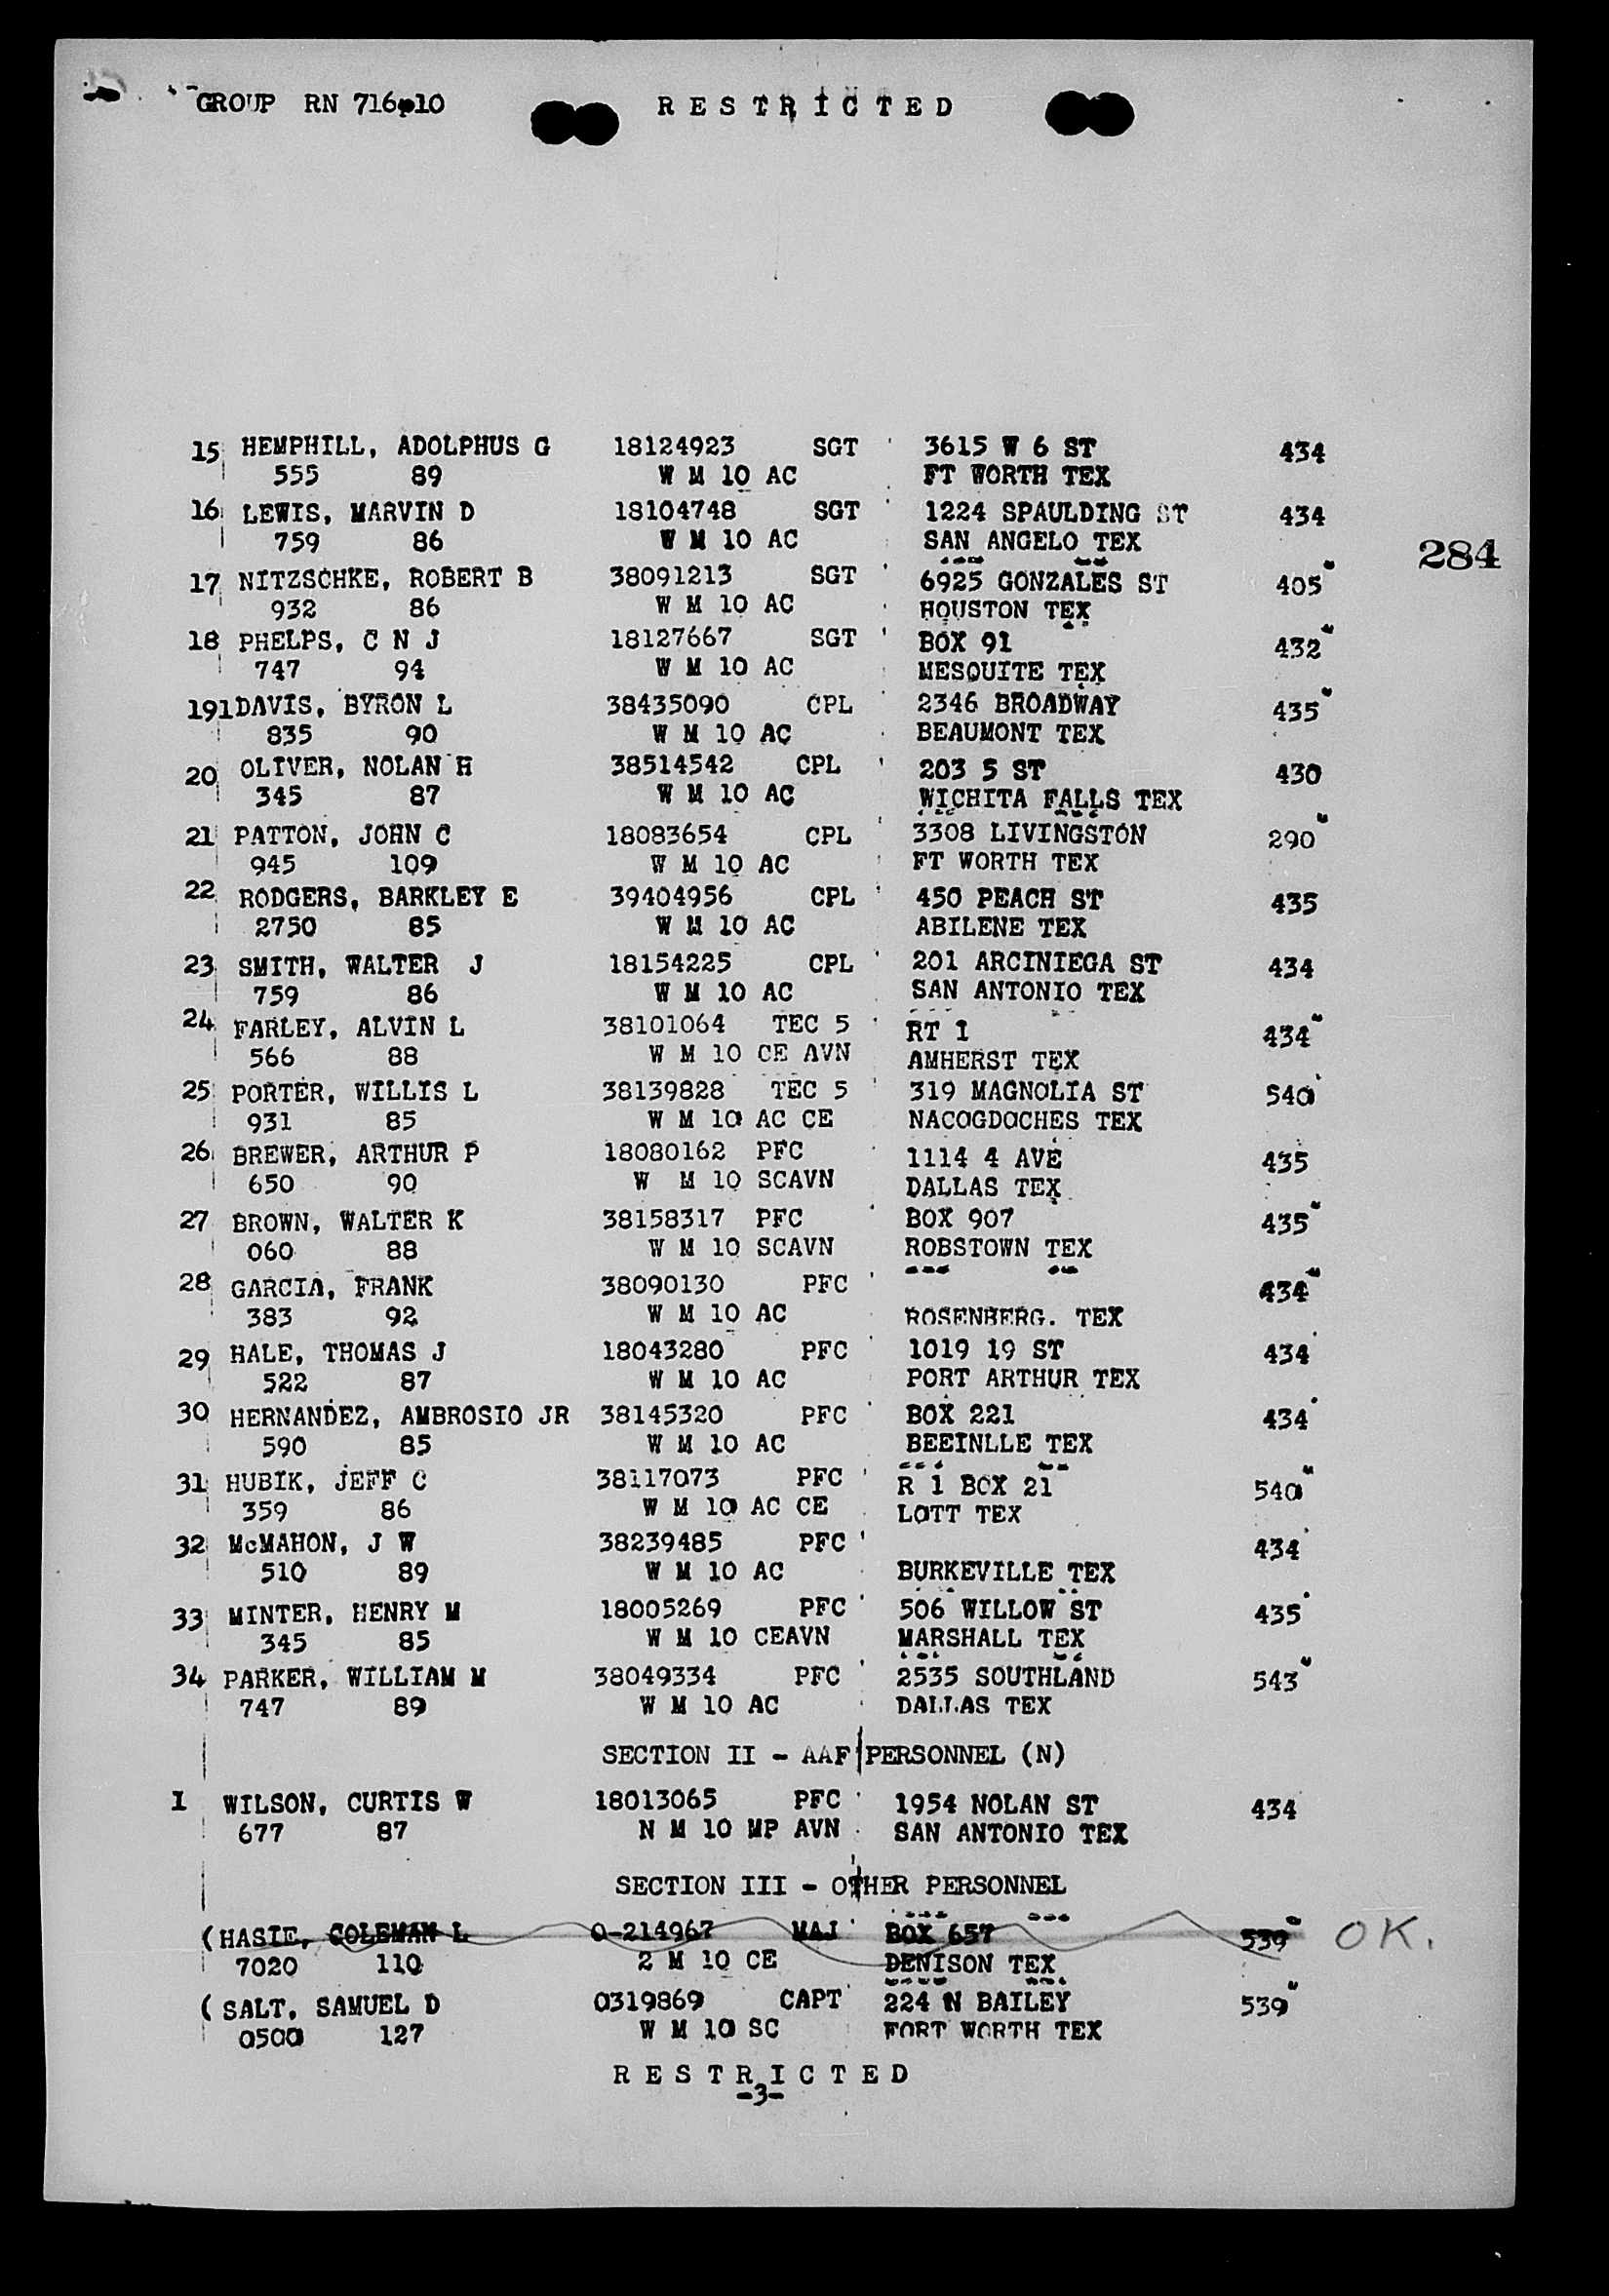 GROUP RN 716-10 RESTRICTED
15 HEMPHILL, ADOLPHUS G 18124923 SGT 3615 W 6 ST 434
555 89 W M 10 AC FT WORTH TEX
16 LEWIS, MARVIN D 18104748 SGT 1224 SPAULDING ST 434
759 86 W M 10 AC SAN ANGELO TEX
284
17 NITZSCHKE, ROBERT B 38091213 SGT 6925 GONZALES ST 405
932 86 W M 10 AC HOUSTON TEX
18 PHELPS, C N J 18127667 SGT BOX 91 432
747 94 W M 10 AC MESQUITE TEX
191DAVIS, BYRON L 38435090 CPL 2346 BROADWAY 435
835 90 W M 10 AC BEAUMONT TEX
20 OLIVER, NOLAN H 38514542 CPL 203 5 ST 430
345 87 W M 10 AC WICHITA FALLS TEX
21 PATTON, JOHN C 18083654 CPL 3308 LIVINGSTON 290
945 109 W M 10 AC FT WORTH TEX
22 RODGERS, BARKLEY E 39404956 CPL 450 PEACH ST 435
2750 85 W M 10 AC ABILENE TEX
23 SMITH, WALTER J 18154225 CPL 201 ARCINIEGA ST 434
759 86 W M 10 AC SAN ANTONIO TEX
24 FARLEY, ALVIN L 38101064 TEC 5 RT 1 434
566 88 W M 10 CE AVN AMHERST TEX
25 PORTER, WILLIS L 38139828 TEC 5 319 MAGNOLIA ST 540
931 85 W M 10 AC CE NACOGDOCHES TEX
26 BREWER, ARTHUR P 18080162 PFC 1114 4 AVE 435
650 90 W M 10 SCAVN DALLAS TEX
27 BROWN, WALTER K 38158317 PFC BOX 907 435
060 88 W M 10 SCAVN ROBSTOWN TEX
28 GARCIA, FRANK 38090130 PFC 434
383 92 W M 10 AC ROSENBERG. TEX
29 HALE, THOMAS J 18043280 PFC 1019 19 ST 434
522 87 W M 10 AC PORT ARTHUR TEX
30 HERNANDEZ, AMBROSIO JR 38145320 PFC BOX 221 434
590 85 W M 10 AC BEEINLLE TEX
31 HUBIK, JEFF C 38117073 PFC R 1 BOX 21 540
359 86 W M 10 AC CE LOTT TEX
32 McMAHON, J W 38239485 PFC 434
510 89 W M 10 AC BURKEVILLE TEX
33 MINTER, HENRY M 18005269 PFC 506 WILLOW ST 435
345 85 W M 10 CEAVN MARSHALL TEX
34 PARKER, WILLIAM M 38049334 PFC 2535 SOUTHLAND 543
747 89 W M 10 AC DALLAS TEX
SECTION II - AAF PERSONNEL (N)
1 WILSON, CURTIS W 18013065 PFC 1954 NOLAN ST 434
677 87 N M 10 MP AVN SAN ANTONIO TEX
SECTION III - OTHER PERSONNEL
(HASIE, COLEMAN L O-214967 MAJ BOX 657 539 OK.
7020 110 2 M 10 CE DENISON TEX
(SALT, SAMUEL D 0319869 CAPT 224 N BAILEY 539
0500 127 W M 10 SC FORT WORTH TEX
RESTRICTED
-3-